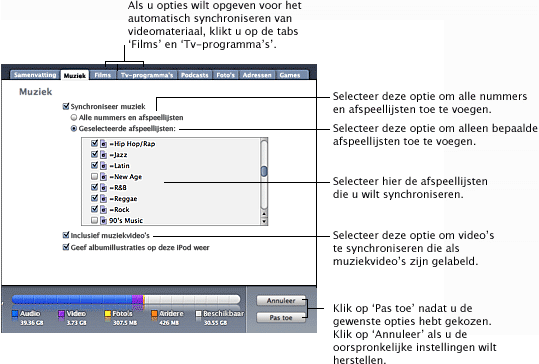 Als u opties wilt opgeven voor het
automatisch synchroniseren van
videomateriaal, klikt u op de tabs
‘Films’ en ‘Tv-programma’s’.
Samenvatting Muziek Films Tv-programma's Podcasts Foto's Adressen Games
Muziek
Synchroniseer muziek
Alle nummers en afspeellijsten
Geselecteerde afspeellijsten:
=Hip Hop/Rap
=Jazz
=Latin
=New Age
=R&B
=Reggae
=Rock
90's Music
Inclusief muziekvideo's
Geef albumillustraties op deze iPod weer
Selecteer deze optie om alle nummers
en afspeellijsten toe te voegen.
Selecteer deze optie om alleen bepaalde
afspeellijsten toe te voegen.
Selecteer hier de afspeellijsten
die u wilt synchroniseren.
Selecteer deze optie om video’s
te synchroniseren die als
muziekvideo’s zijn gelabeld.
Audio Video Foto's Andere Beschikbaar
39.36 GB 3.73 GB 307.5 MB 426 MB 30.55 GB
Annuleer
Pas toe
Klik op ‘Pas toe’ nadat u de
gewenste opties hebt gekozen.
Klik op ‘Annuleer’ als u de
oorspronkelijke instellingen wilt
herstellen.